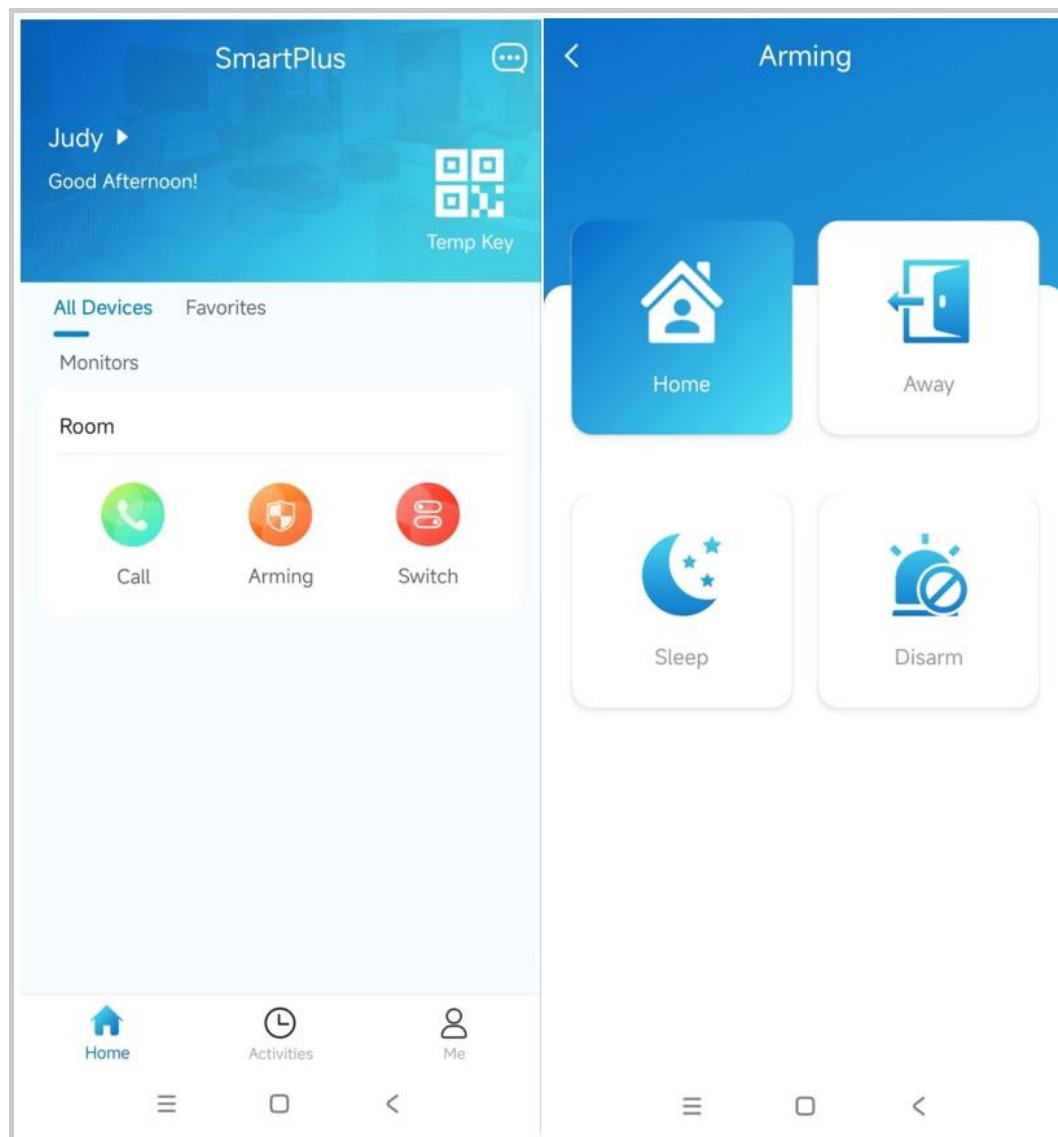 SmartPlus
Judy
Good Afternoon!
Temp Key
All Devices Favorites
Monitors
Room
Call Arming Switch
Home Activities Me
Arming
Home Away
Sleep Disarm